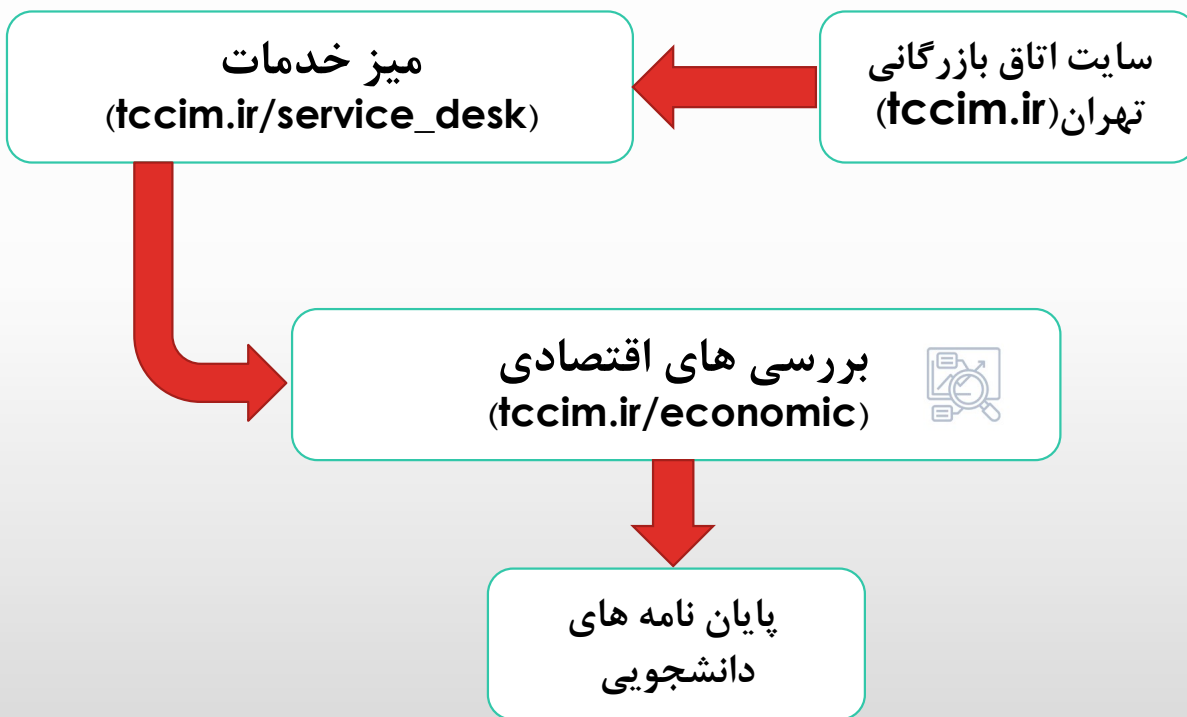 سایت اتاق بازرگانی
تهران(tccim.ir)
میز خدمات
(tccim.ir/service_desk)
بررسی های اقتصادی
(tccim.ir/economic)
پایان نامه های
دانشجویی